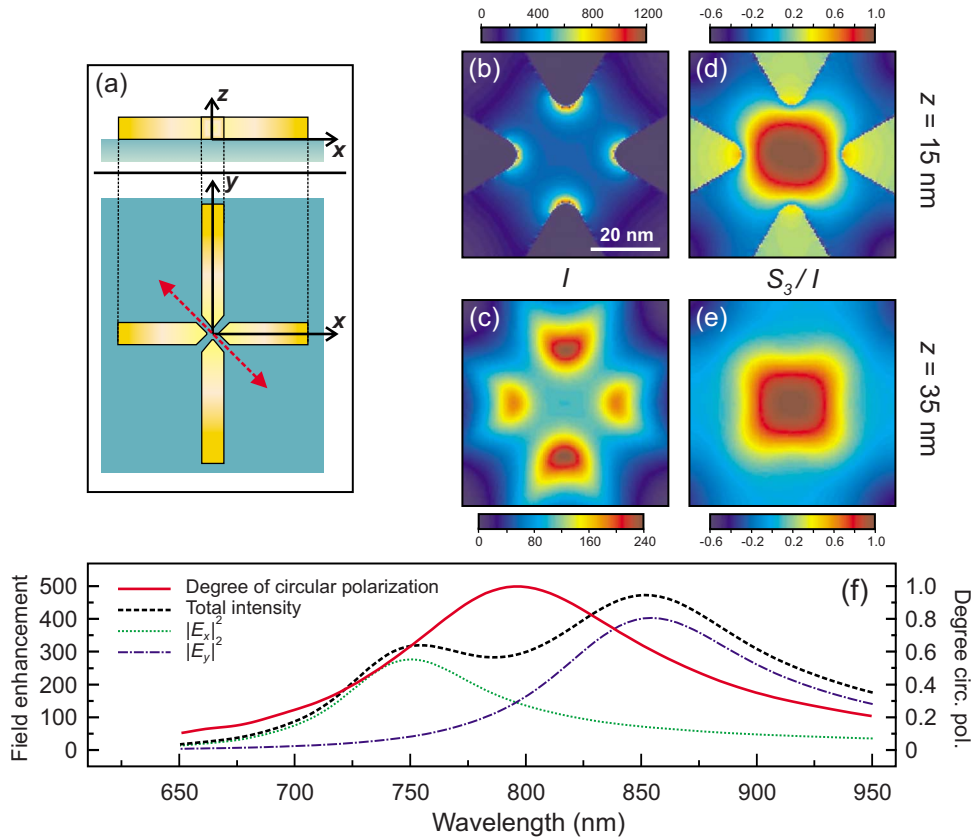 0 400 800 1200
-0.6 -0.2 0.2 0.6 1.0
(a)
z
x
y
x
(b)
20 nm
(d)
z = 15 nm
I
S3 / I
(c)
(e)
z = 35 nm
0 80 160 240
-0.6 -0.2 0.2 0.6 1.0
(f)
Degree of circular polarization
Total intensity
|Ex|²
|Ey|²
Field enhancement
500
400
300
200
100
0
1.0
0.8
0.6
0.4
0.2
0
Degree circ. pol.
650 700 750 800 850 900 950
Wavelength (nm)